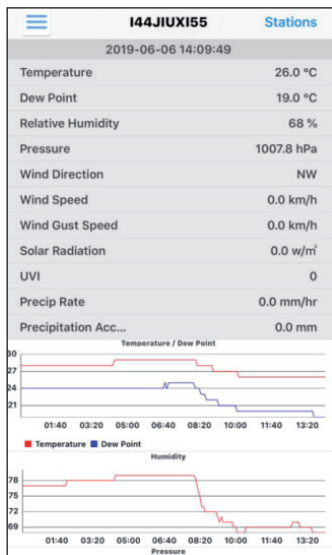 I44JIUXI55 Stations
2019-06-06 14:09:49
Temperature 26.0 °C
Dew Point 19.0 °C
Relative Humidity 68 %
Pressure 1007.8 hPa
Wind Direction NW
Wind Speed 0.0 km/h
Wind Gust Speed 0.0 km/h
Solar Radiation 0.0 w/㎡
UVI 0
Precip Rate 0.0 mm/hr
Precipitation Acc... 0.0 mm
Temperature / Dew Point
30
27
24
21
01:40 03:20 05:00 06:40 08:20 10:00 11:40 13:20
Temperature Dew Point
Humidity
78
75
72
69
01:40 03:20 05:00 06:40 08:20 10:00 11:40 13:20
Pressure